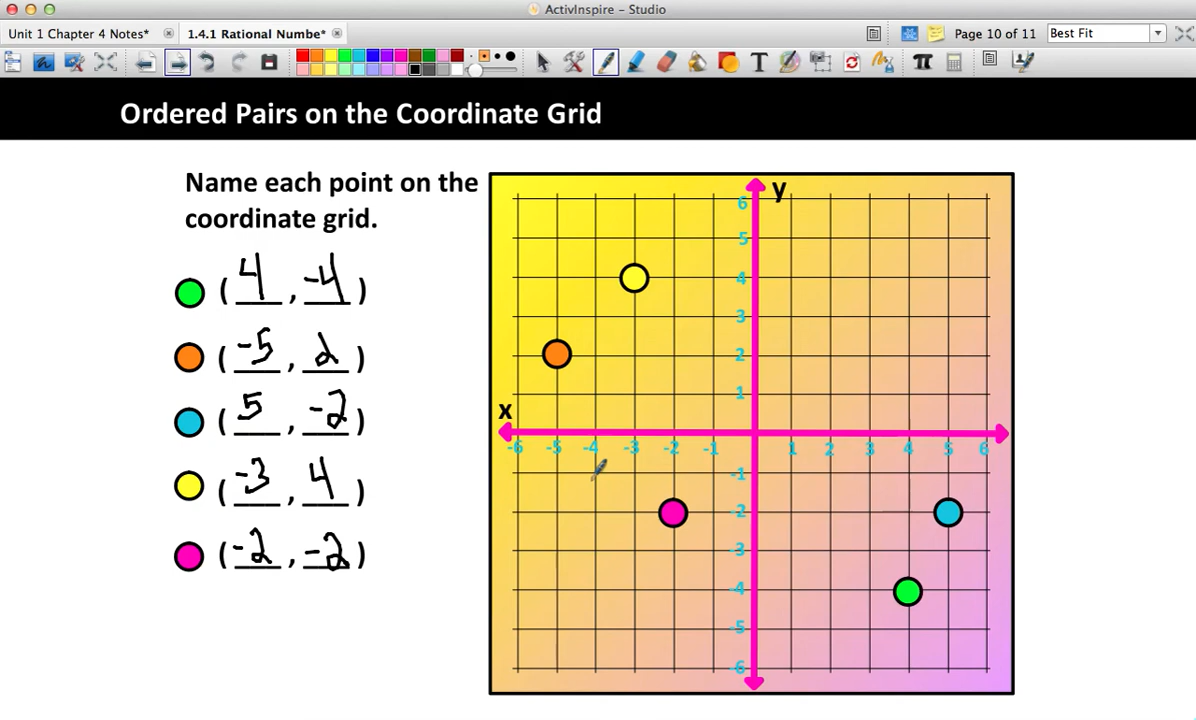 ActivInspire – Studio
Unit 1 Chapter 4 Notes*
1.4.1 Rational Numbe*
Page 10 of 11
Best Fit
Ordered Pairs on the Coordinate Grid
Name each point on the
coordinate grid.
( 4 , -4 )
( -5 , 2 )
( 5 , -2 )
( -3 , 4 )
( -2 , -2 )
y
6
5
4
3
2
1
x
-6 -5 -4 -3 -2 -1 1 2 3 4 5 6
-1
-2
-3
-4
-5
-6